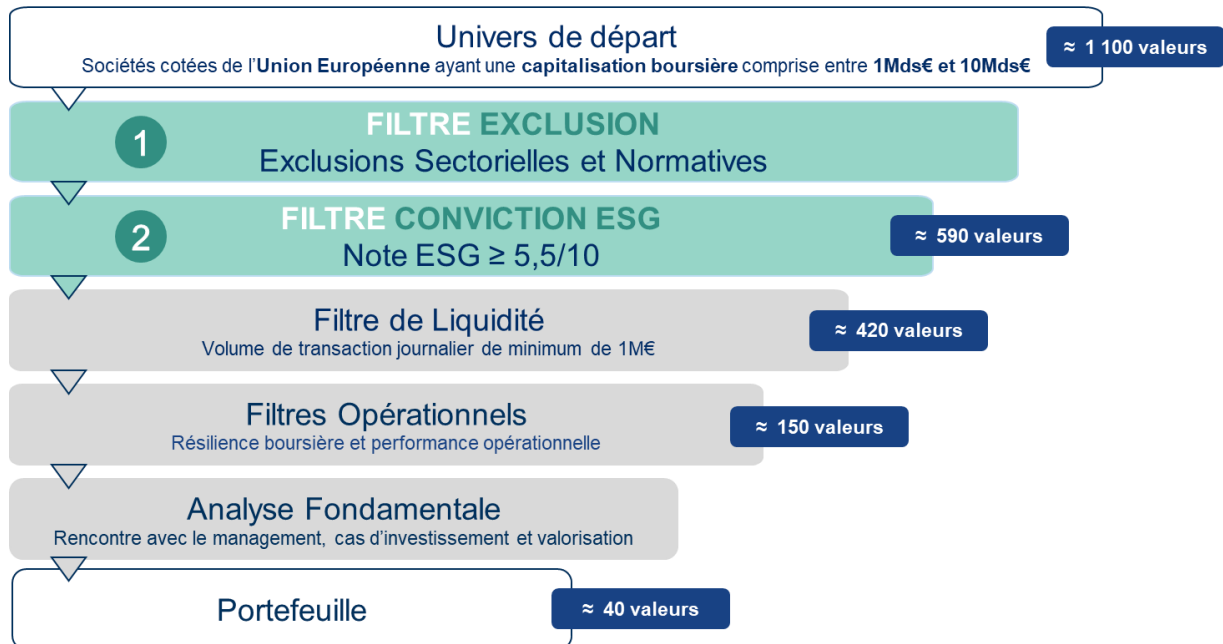 Univers de départ
Sociétés cotées de l'Union Européenne ayant une capitalisation boursière comprise entre 1Mds€ et 10Mds€
≈ 1 100 valeurs
1
FILTRE EXCLUSION
Exclusions Sectorielles et Normatives
2
FILTRE CONVICTION ESG
Note ESG ≥ 5,5/10
≈ 590 valeurs
Filtre de Liquidité
Volume de transaction journalier de minimum de 1M€
≈ 420 valeurs
Filtres Opérationnels
Résilience boursière et performance opérationnelle
≈ 150 valeurs
Analyse Fondamentale
Rencontre avec le management, cas d'investissement et valorisation
Portefeuille
≈ 40 valeurs